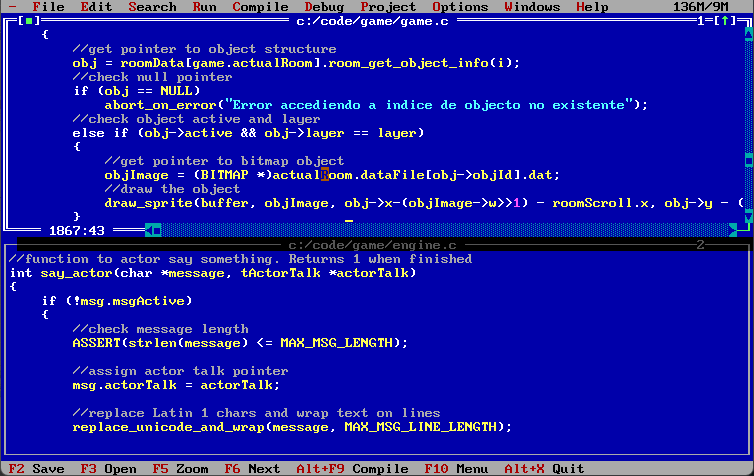 - File Edit Search Run Compile Debug Project Options Windows Help 136M/9M
[■] c:/code/game/game.c 1=[↑]
{
//get pointer to object structure
obj = roomData[game.actualRoom].room_get_object_info(i);
//check null pointer
if (obj == NULL)
abort_on_error("Error accediendo a indice de objecto no existente");
//check object active and layer
else if (obj->active && obj->layer == layer)
{
//get pointer to bitmap object
objImage = (BITMAP *)actualRoom.dataFile[obj->objId].dat;
//draw the object
draw_sprite(buffer, objImage, obj->x-(objImage->w>>1) - roomScroll.x, obj->y - (
}
1867:43
c:/code/game/engine.c 2
//function to actor say something. Returns 1 when finished
int say_actor(char *message, tActorTalk *actorTalk)
{
if (!msg.msgActive)
{
//check message length
ASSERT(strlen(message) <= MAX_MSG_LENGTH);
//assign actor talk pointer
msg.actorTalk = actorTalk;
//replace Latin 1 chars and wrap text on lines
replace_unicode_and_wrap(message, MAX_MSG_LINE_LENGTH);
F2 Save F3 Open F5 Zoom F6 Next Alt+F9 Compile F10 Menu Alt+X Quit